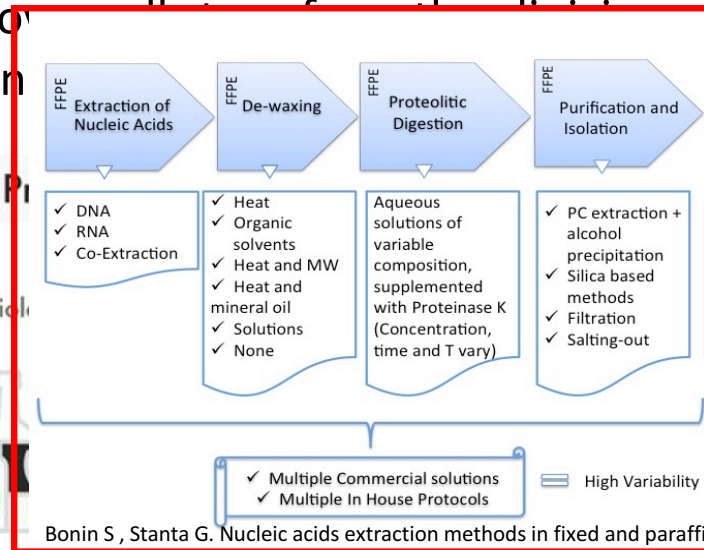 FFPE
Extraction of
Nucleic Acids
FFPE
De-waxing
FFPE
Proteolitic
Digestion
FFPE
Purification and
Isolation
✓ DNA
✓ RNA
✓ Co-Extraction
✓ Heat
✓ Organic
solvents
✓ Heat and MW
✓ Heat and
mineral oil
✓ Solutions
✓ None
Aqueous
solutions of
variable
composition,
supplemented
with Proteinase K
(Concentration,
time and T vary)
✓ PC extraction +
alcohol
precipitation
✓ Silica based
methods
✓ Filtration
✓ Salting-out
✓ Multiple Commercial solutions
✓ Multiple In House Protocols
High Variability
Bonin S , Stanta G. Nucleic acids extraction methods in fixed and paraffi